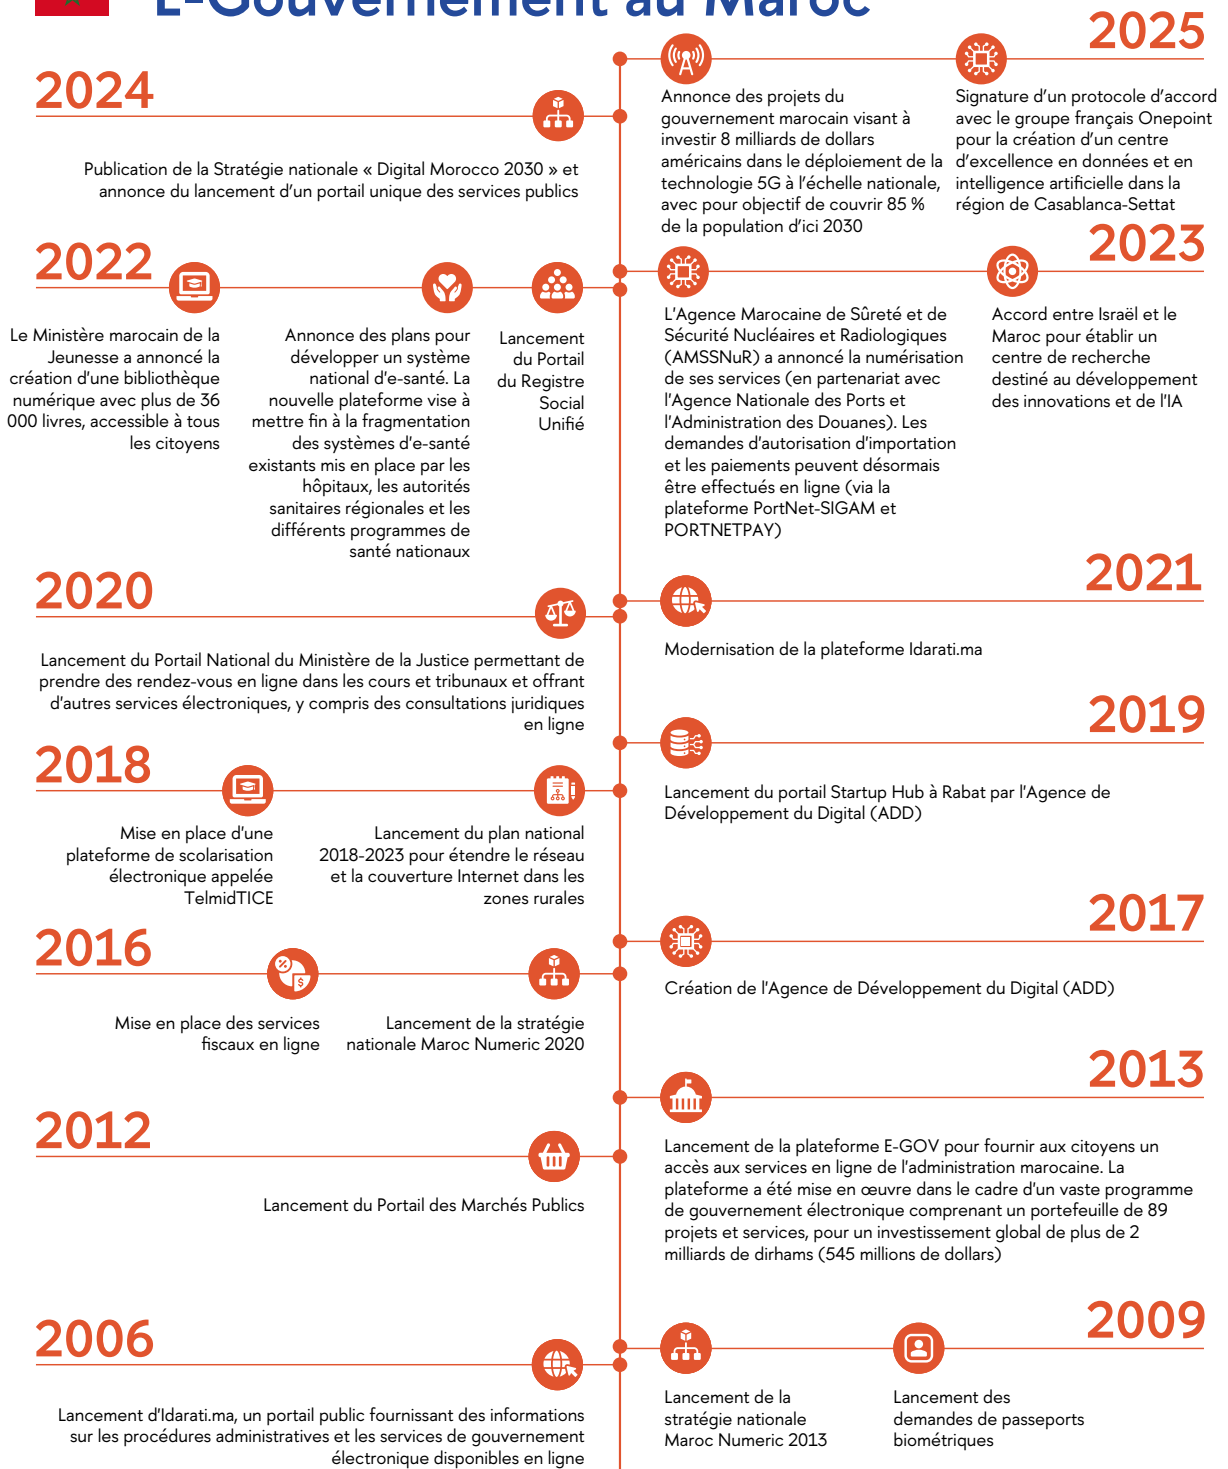 E-Gouvernement au Maroc
2025
Annonce des projets du
gouvernement marocain visant à
investir 8 milliards de dollars
américains dans le déploiement de la
technologie 5G à l'échelle nationale,
avec pour objectif de couvrir 85 %
de la population d'ici 2030
Signature d'un protocole d'accord
avec le groupe français Onepoint
pour la création d'un centre
d'excellence en données et en
intelligence artificielle dans la
région de Casablanca-Settat
2024
Publication de la Stratégie nationale « Digital Morocco 2030 » et
annonce du lancement d'un portail unique des services publics
2023
L'Agence Marocaine de Sûreté et de
Sécurité Nucléaires et Radiologiques
(AMSSNuR) a annoncé la numérisation
de ses services (en partenariat avec
l'Agence Nationale des Ports et
l'Administration des Douanes). Les
demandes d'autorisation d'importation
et les paiements peuvent désormais
être effectués en ligne (via la
plateforme PortNet-SIGAM et
PORTNETPAY)
Accord entre Israël et le
Maroc pour établir un
centre de recherche
destiné au développement
des innovations et de l'IA
2022
Le Ministère marocain de la
Jeunesse a annoncé la
création d'une bibliothèque
numérique avec plus de 36
000 livres, accessible à tous
les citoyens
Annonce des plans pour
développer un système
national d'e-santé. La
nouvelle plateforme vise à
mettre fin à la fragmentation
des systèmes d'e-santé
existants mis en place par les
hôpitaux, les autorités
sanitaires régionales et les
différents programmes de
santé nationaux
Lancement
du Portail
du Registre
Social
Unifié
2021
Modernisation de la plateforme Idarati.ma
2020
Lancement du Portail National du Ministère de la Justice permettant de
prendre des rendez-vous en ligne dans les cours et tribunaux et offrant
d'autres services électroniques, y compris des consultations juridiques
en ligne
2019
Lancement du portail Startup Hub à Rabat par l'Agence de
Développement du Digital (ADD)
2018
Mise en place d'une
plateforme de scolarisation
électronique appelée
TelmidTICE
Lancement du plan national
2018-2023 pour étendre le réseau
et la couverture Internet dans les
zones rurales
2017
Création de l'Agence de Développement du Digital (ADD)
2016
Mise en place des services
fiscaux en ligne
Lancement de la stratégie
nationale Maroc Numeric 2020
2013
Lancement de la plateforme E-GOV pour fournir aux citoyens un
accès aux services en ligne de l'administration marocaine. La
plateforme a été mise en œuvre dans le cadre d'un vaste programme
de gouvernement électronique comprenant un portefeuille de 89
projets et services, pour un investissement global de plus de 2
milliards de dirhams (545 millions de dollars)
2012
Lancement du Portail des Marchés Publics
2009
Lancement de la
stratégie nationale
Maroc Numeric 2013
Lancement des
demandes de passeports
biométriques
2006
Lancement d'Idarati.ma, un portail public fournissant des informations
sur les procédures administratives et les services de gouvernement
électronique disponibles en ligne